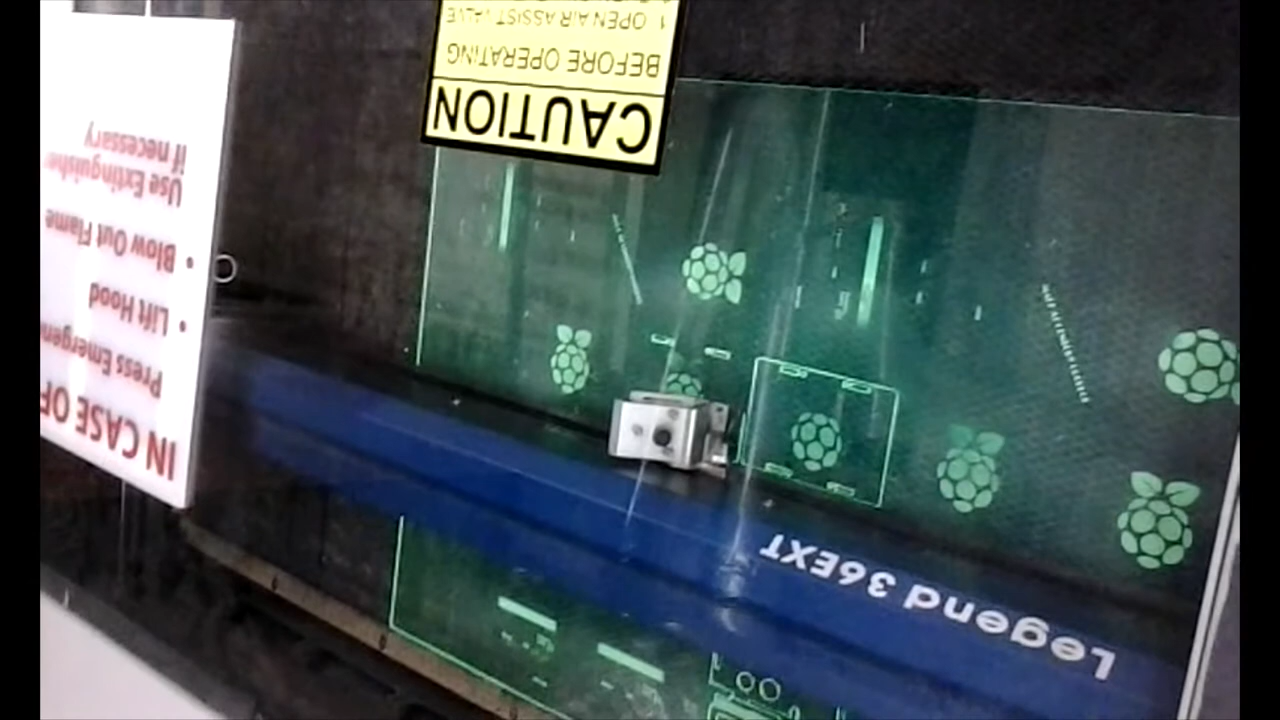 CAUTION
BEFORE OPERATING
1. OPEN AIR ASSIST VALVE
IN CASE OF
Press Emergen
• Lift Hood
• Blow Out Flame
Use Extinguisher
if necessary
Legend 36EXT